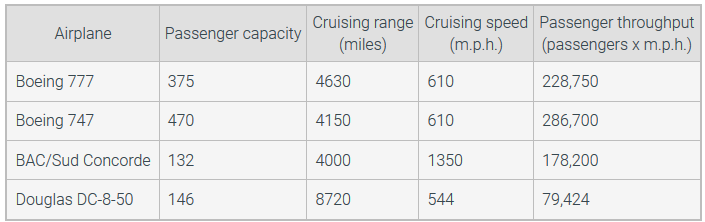 Airplane Passenger capacity Cruising range (miles) Cruising speed (m.p.h.) Passenger throughput (passengers x m.p.h.)
Boeing 777 375 4630 610 228,750
Boeing 747 470 4150 610 286,700
BAC/Sud Concorde 132 4000 1350 178,200
Douglas DC-8-50 146 8720 544 79,424